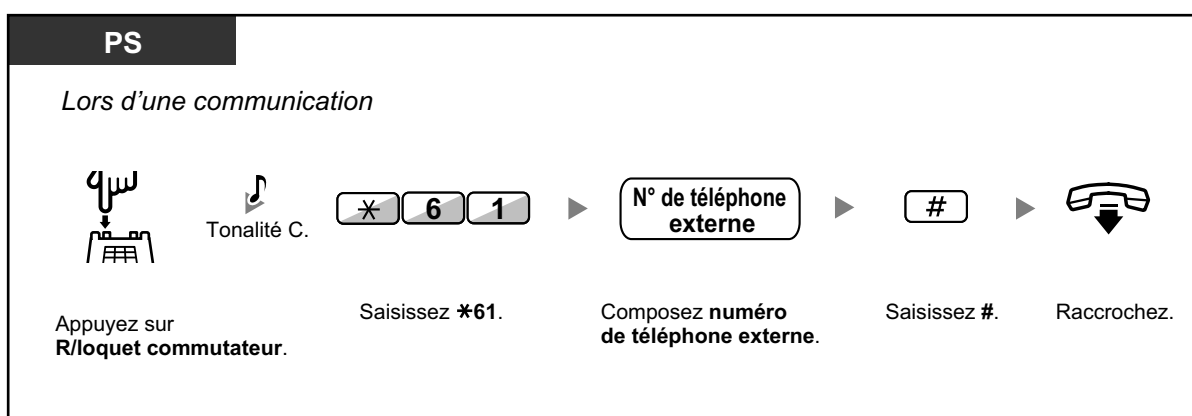 PS
Lors d'une communication
Tonalité C.
* 6 1
N° de téléphone
externe
#
Appuyez sur
R/loquet commutateur.
Saisissez *61.
Composez numéro
de téléphone externe.
Saisissez #.
Raccrochez.